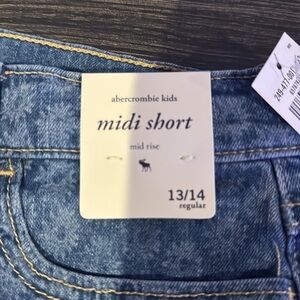 abercrombie kids
midi short
mid rise
13/14
regular